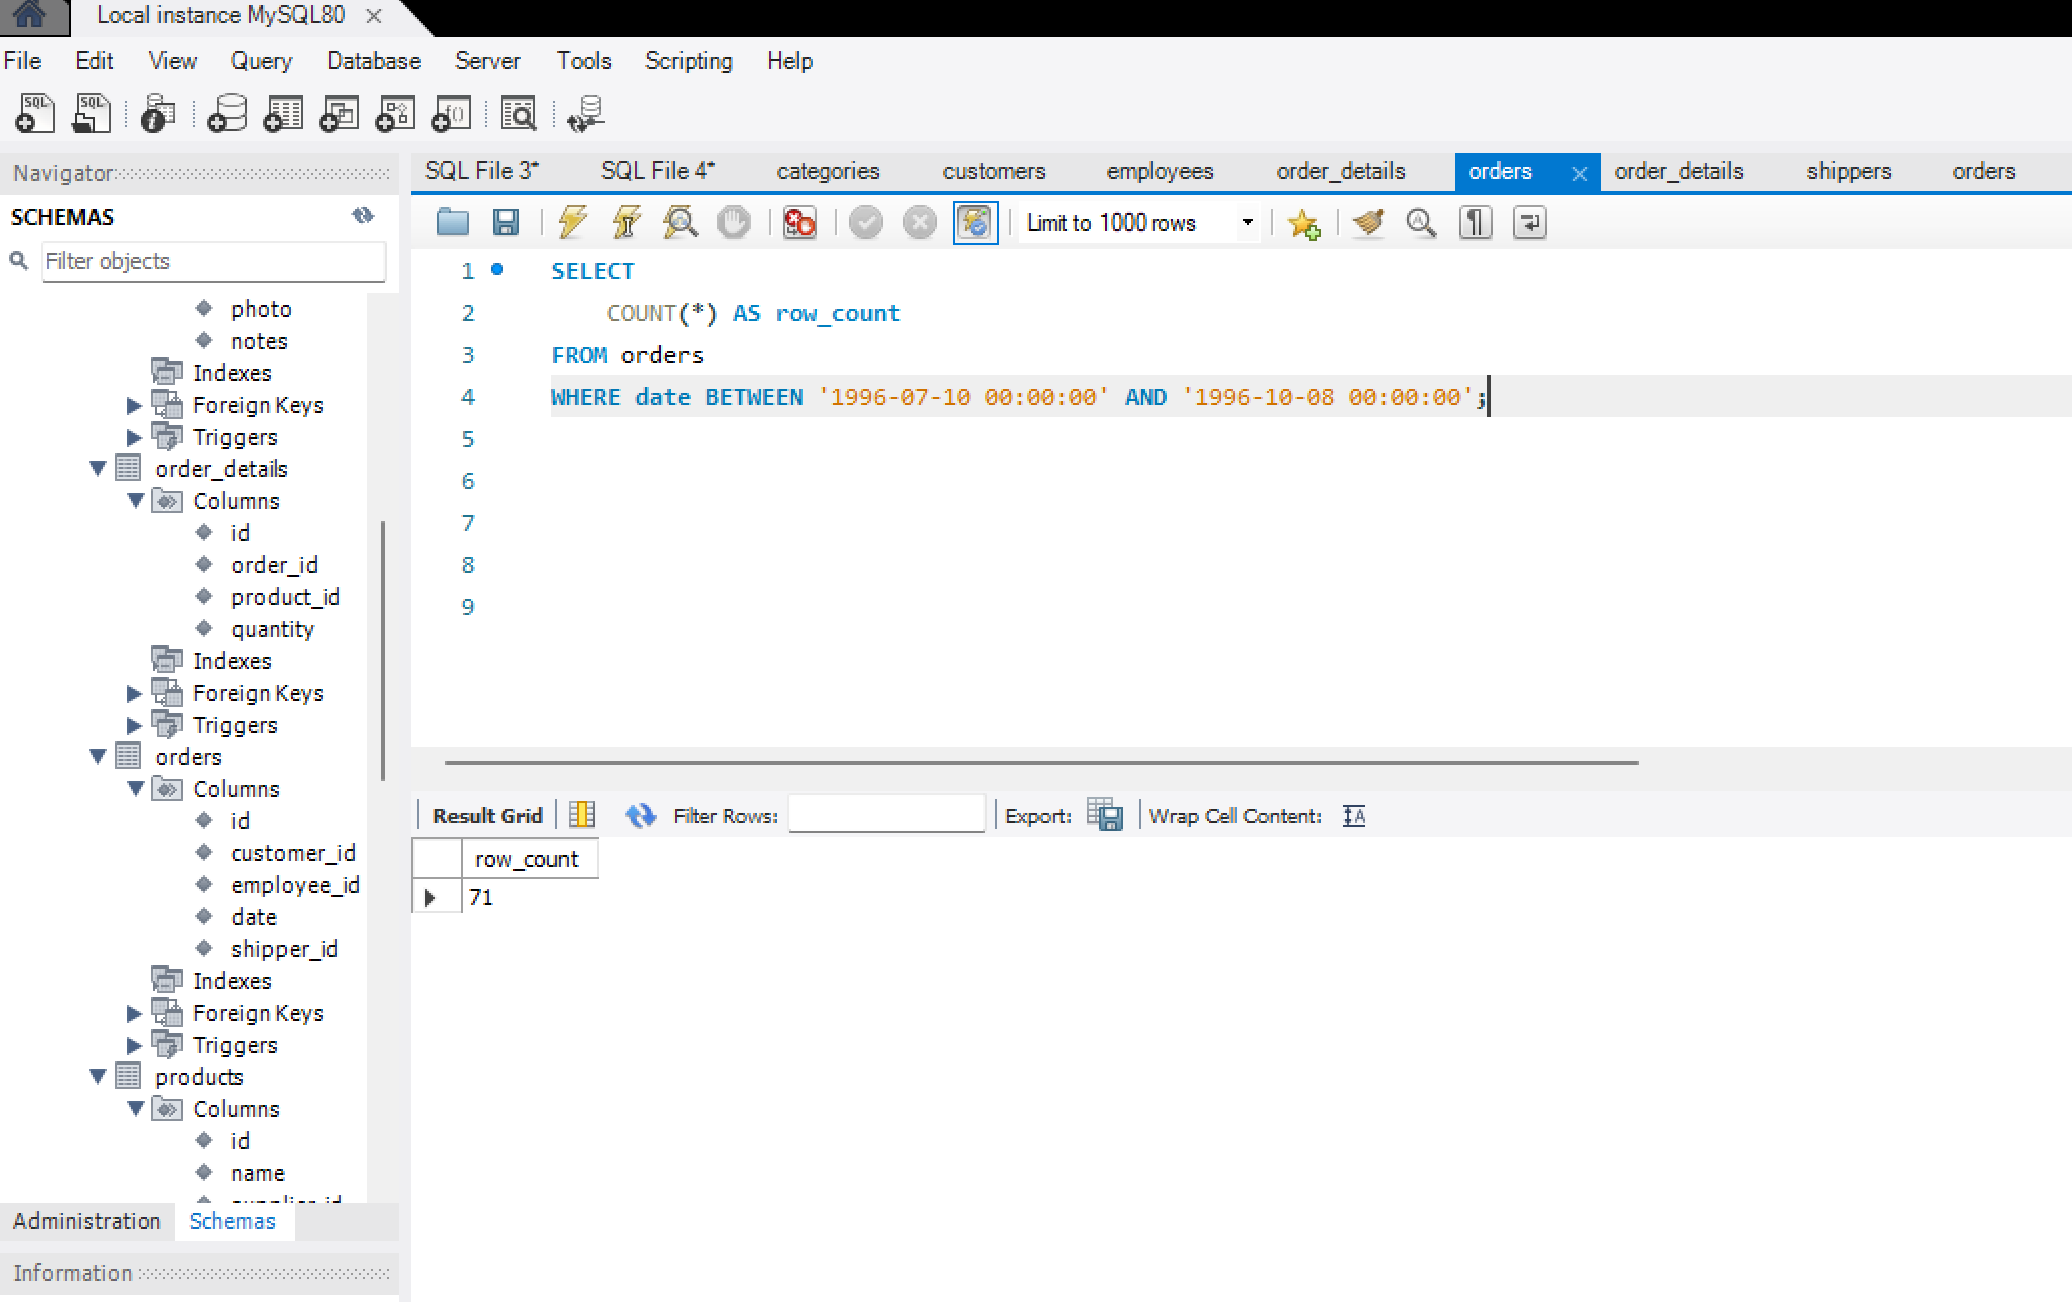 Local instance MySQL80
File Edit View Query Database Server Tools Scripting Help
SQL SQL f()
Navigator
SCHEMAS
Filter objects
photo
notes
Indexes
Foreign Keys
Triggers
order_details
Columns
id
order_id
product_id
quantity
Indexes
Foreign Keys
Triggers
orders
Columns
id
customer_id
employee_id
date
shipper_id
Indexes
Foreign Keys
Triggers
products
Columns
id
name
supplier_id
Administration Schemas
Information
SQL File 3* SQL File 4* categories customers employees order_details orders order_details shippers orders
Limit to 1000 rows
1 SELECT
2 COUNT(*) AS row_count
3 FROM orders
4 WHERE date BETWEEN '1996-07-10 00:00:00' AND '1996-10-08 00:00:00';
5
6
7
8
9
Result Grid Filter Rows: Export: Wrap Cell Content:
row_count
71